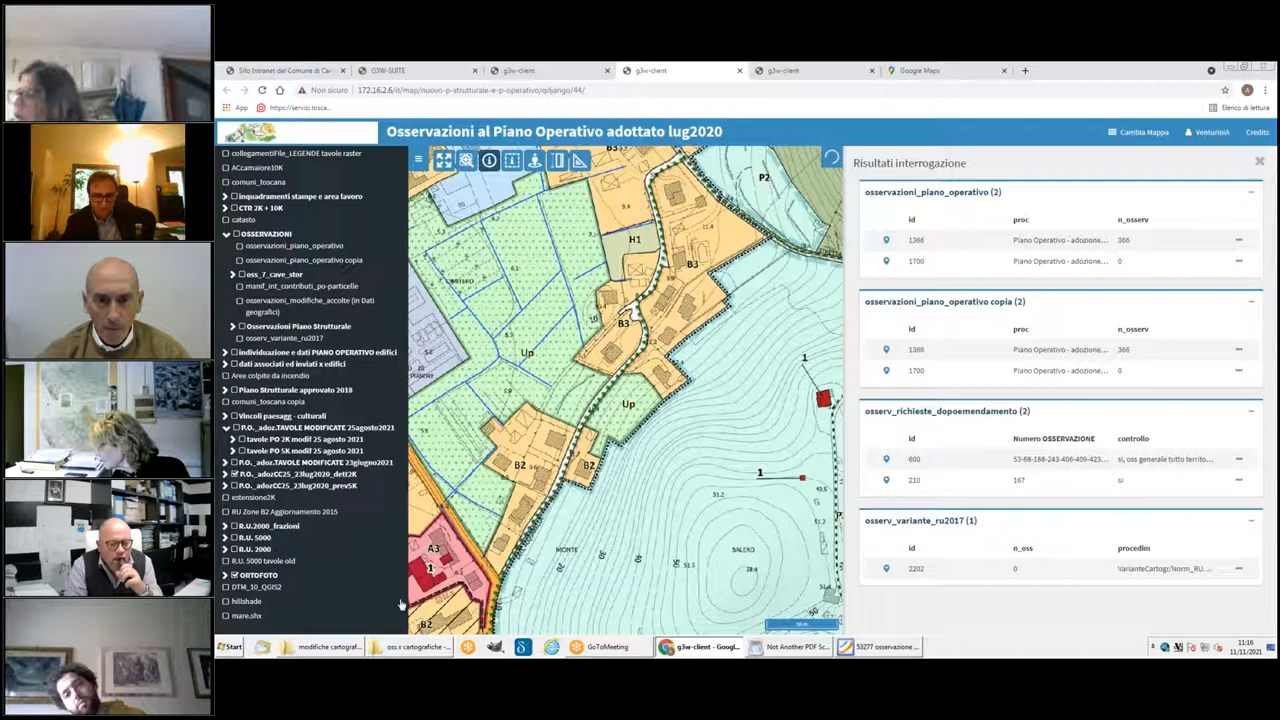 Sito Intranet del Comune di Ca
G3W-SUITE
g3w-client
g3w-client
g3w-client
Google Maps
Non sicuro
172.16.2.6/it/map/nuovo-p-strutturale-e-p-operativo/qdjango/44/
A
App
https://servizi.tosca...
Elenco di lettura
Osservazioni al Piano Operativo adottato lug2020
Cambia Mappa
VenturiniA
Credits
collegamentiFile_LEGENDE tavole raster
ACcamaiore10K
comuni_toscana
inquadramenti stampe e area lavoro
CTR 2K + 10K
catasto
OSSERVAZIONI
osservazioni_piano_operativo
osservazioni_piano_operativo copia
oss_7_cave_stor
manif_int_contributi_po-particelle
osservazioni_modifiche_accolte (in Dati
geografici)
Osservazioni Piano Strutturale
osserv_variante_ru2017
individuazione e dati PIANO OPERATIVO edifici
dati associati ed inviati x edifici
Aree colpite da incendio
Piano Strutturale approvato 2018
comuni_toscana copia
Vincoli paesagg - culturali
P.O._adoz.TAVOLE MODIFICATE 25agosto2021
tavole PO 2K modif 25 agosto 2021
tavole PO 5K modif 25 agosto 2021
P.O._adoz.TAVOLE MODIFICATE 23giugno2021
P.O._adozCC25_23lug2020_dett2K
P.O._adozCC25_23lug2020_prev5K
estensione2K
RU Zone B2 Aggiornamento 2015
R.U.2000_frazioni
R.U. 5000
R.U. 2000
R.U. 5000 tavole old
ORTOFOTO
DTM_10_QGIS2
hillshade
mare.shx
B3
P2
H1
B3
B3
Up
Up
B2
B2
A3
1
B2
1
1
MONTE
BALERO
50 m
Risultati interrogazione
osservazioni_piano_operativo (2)
id proc n_osserv
1366 Piano Operativo - adozione... 366
1700 Piano Operativo - adozione... 0
osservazioni_piano_operativo copia (2)
id proc n_osserv
1366 Piano Operativo - adozione... 366
1700 Piano Operativo - adozione... 0
osserv_richieste_dopoemendamento (2)
id Numero OSSERVAZIONE controllo
600 53-68-188-243-406-409-423... si, oss generale tutto territo...
210 167 si
osserv_variante_ru2017 (1)
id n_oss procedim
2202 0 VarianteCartogr/Norm_RU...
Start
modifiche cartograf...
oss x cartografiche -...
GoToMeeting
g3w-client - Googl...
Not Another PDF Sc...
53277 osservazione ...
11:16
11/11/2021